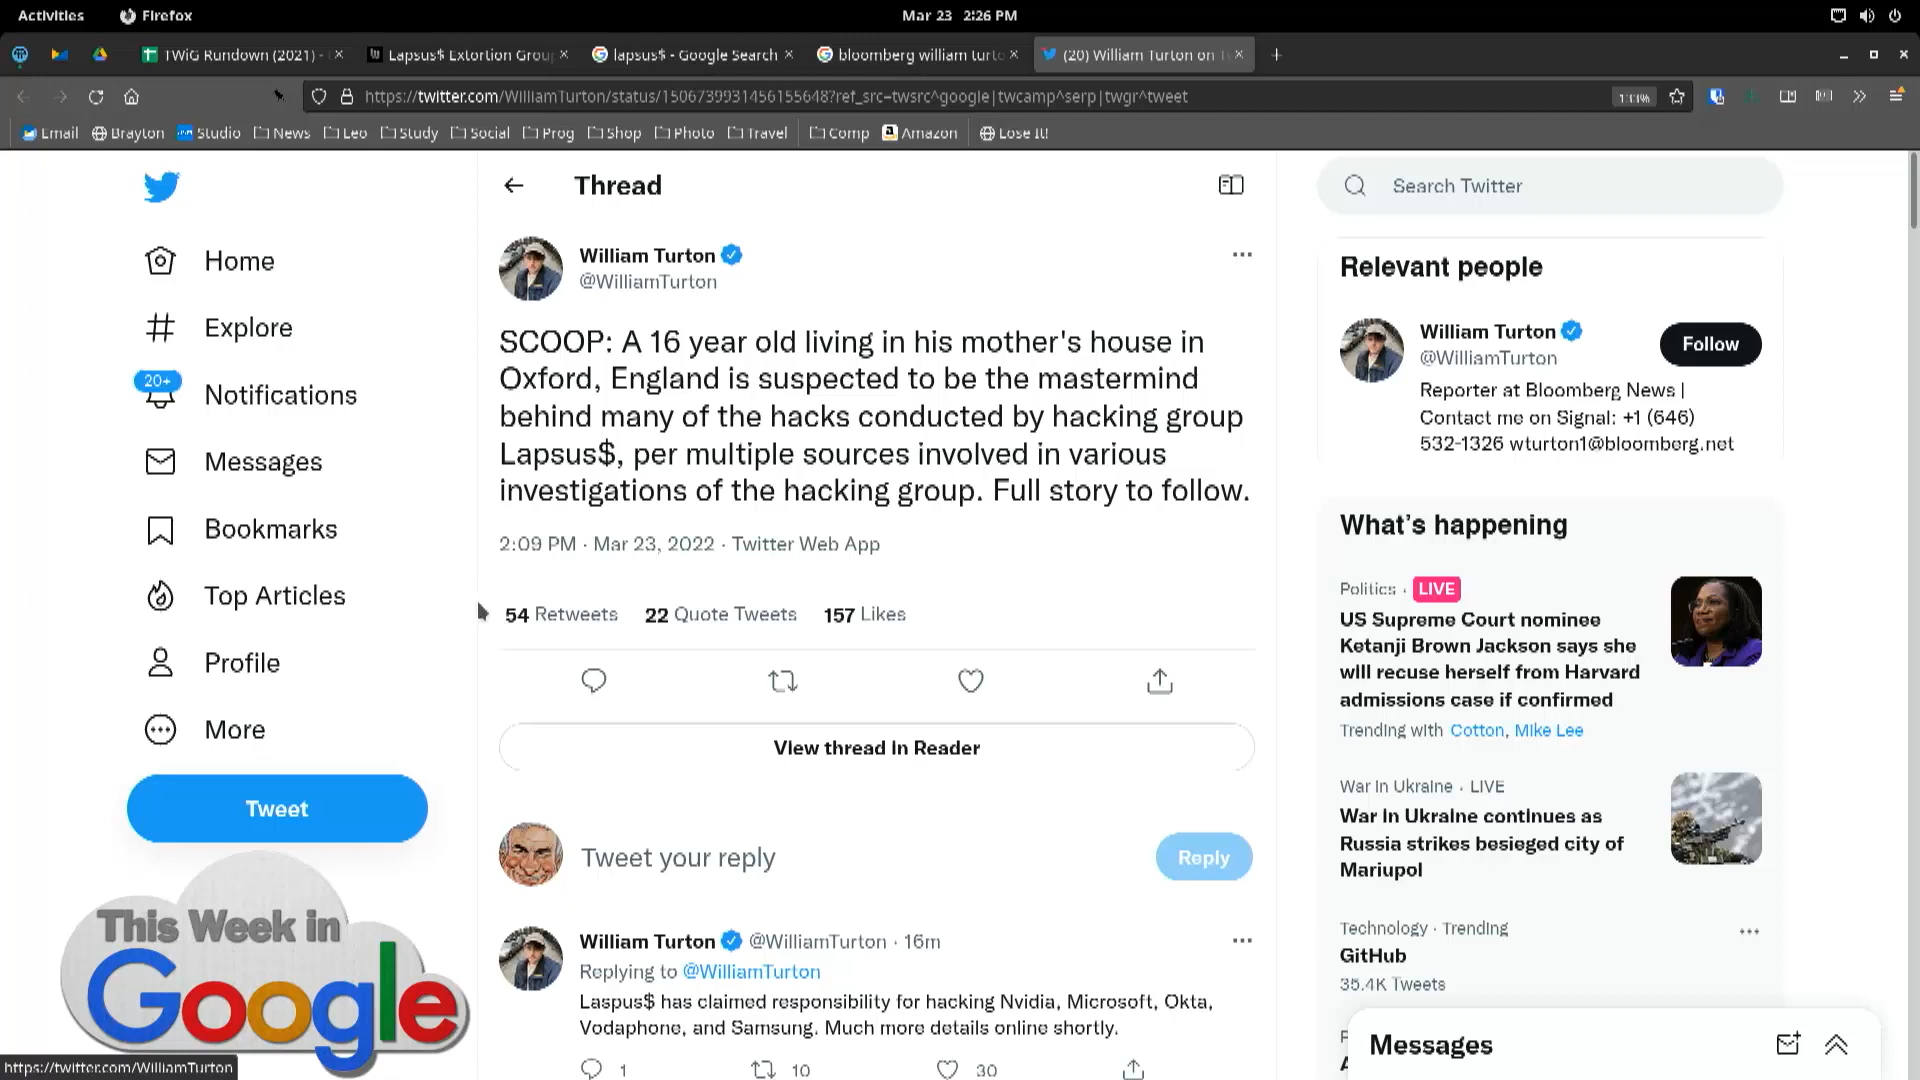 Activities Firefox Mar 23 2:26 PM
TWiG Rundown (2021) - Lapsus$ Extortion Group lapsus$ - Google Search bloomberg william turto (20) William Turton on
https://twitter.com/WilliamTurton/status/1506739931456155648?ref_src=twsrc^google|twcamp^serp|twgr^tweet 133%
Email Brayton Studio News Leo Study Social Prog Shop Photo Travel Comp Amazon Lose It!
Home
Explore
20+
Notifications
Messages
Bookmarks
Top Articles
Profile
More
Tweet
This Week in
Google
https://twitter.com/WilliamTurton
Thread
William Turton
@WilliamTurton
SCOOP: A 16 year old living in his mother's house in
Oxford, England is suspected to be the mastermind
behind many of the hacks conducted by hacking group
Lapsus$, per multiple sources involved in various
investigations of the hacking group. Full story to follow.
2:09 PM · Mar 23, 2022 · Twitter Web App
54 Retweets 22 Quote Tweets 157 Likes
View thread in Reader
Tweet your reply
Reply
William Turton @WilliamTurton · 16m
Replying to @WilliamTurton
Laspus$ has claimed responsibility for hacking Nvidia, Microsoft, Okta,
Vodaphone, and Samsung. Much more details online shortly.
1 10 30
Search Twitter
Relevant people
William Turton
@WilliamTurton
Follow
Reporter at Bloomberg News |
Contact me on Signal: +1 (646)
532-1326 wturton1@bloomberg.net
What's happening
Politics · LIVE
US Supreme Court nominee
Ketanji Brown Jackson says she
will recuse herself from Harvard
admissions case if confirmed
Trending with Cotton, Mike Lee
War in Ukraine · LIVE
War in Ukraine continues as
Russia strikes besieged city of
Mariupol
Technology · Trending
GitHub
35.4K Tweets
Messages